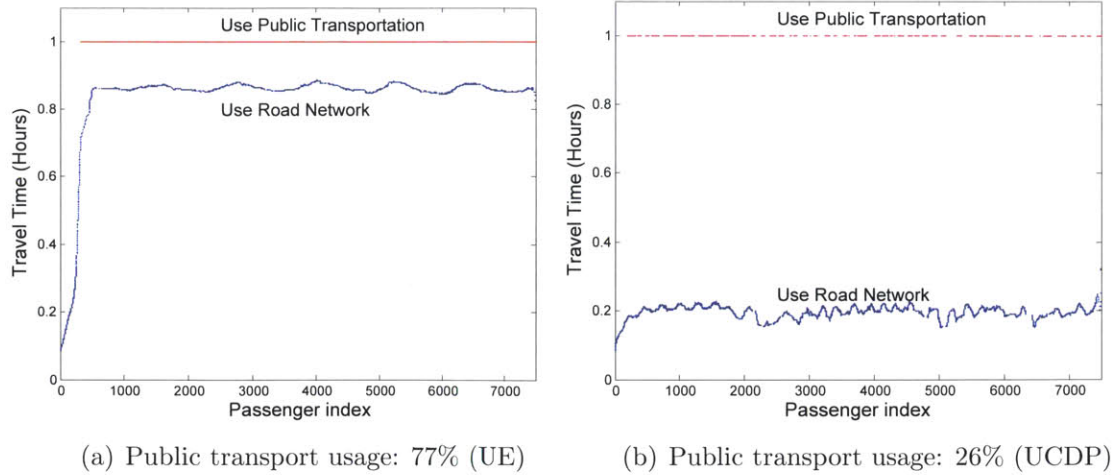 Use Public Transportation
1
0.8
0.6
0.4
0.2
0
Travel Time (Hours)
Use Road Network
0 1000 2000 3000 4000 5000 6000 7000
Passenger index
(a) Public transport usage: 77% (UE)
Use Public Transportation
1
0.8
0.6
0.4
0.2
0
Travel Time (Hours)
Use Road Network
0 1000 2000 3000 4000 5000 6000 7000
Passenger index
(b) Public transport usage: 26% (UCDP)